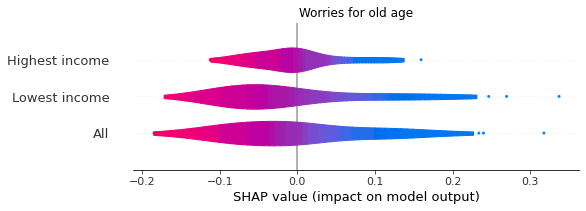 Worries for old age
Highest income
Lowest income
All
−0.2 −0.1 0.0 0.1 0.2 0.3
SHAP value (impact on model output)